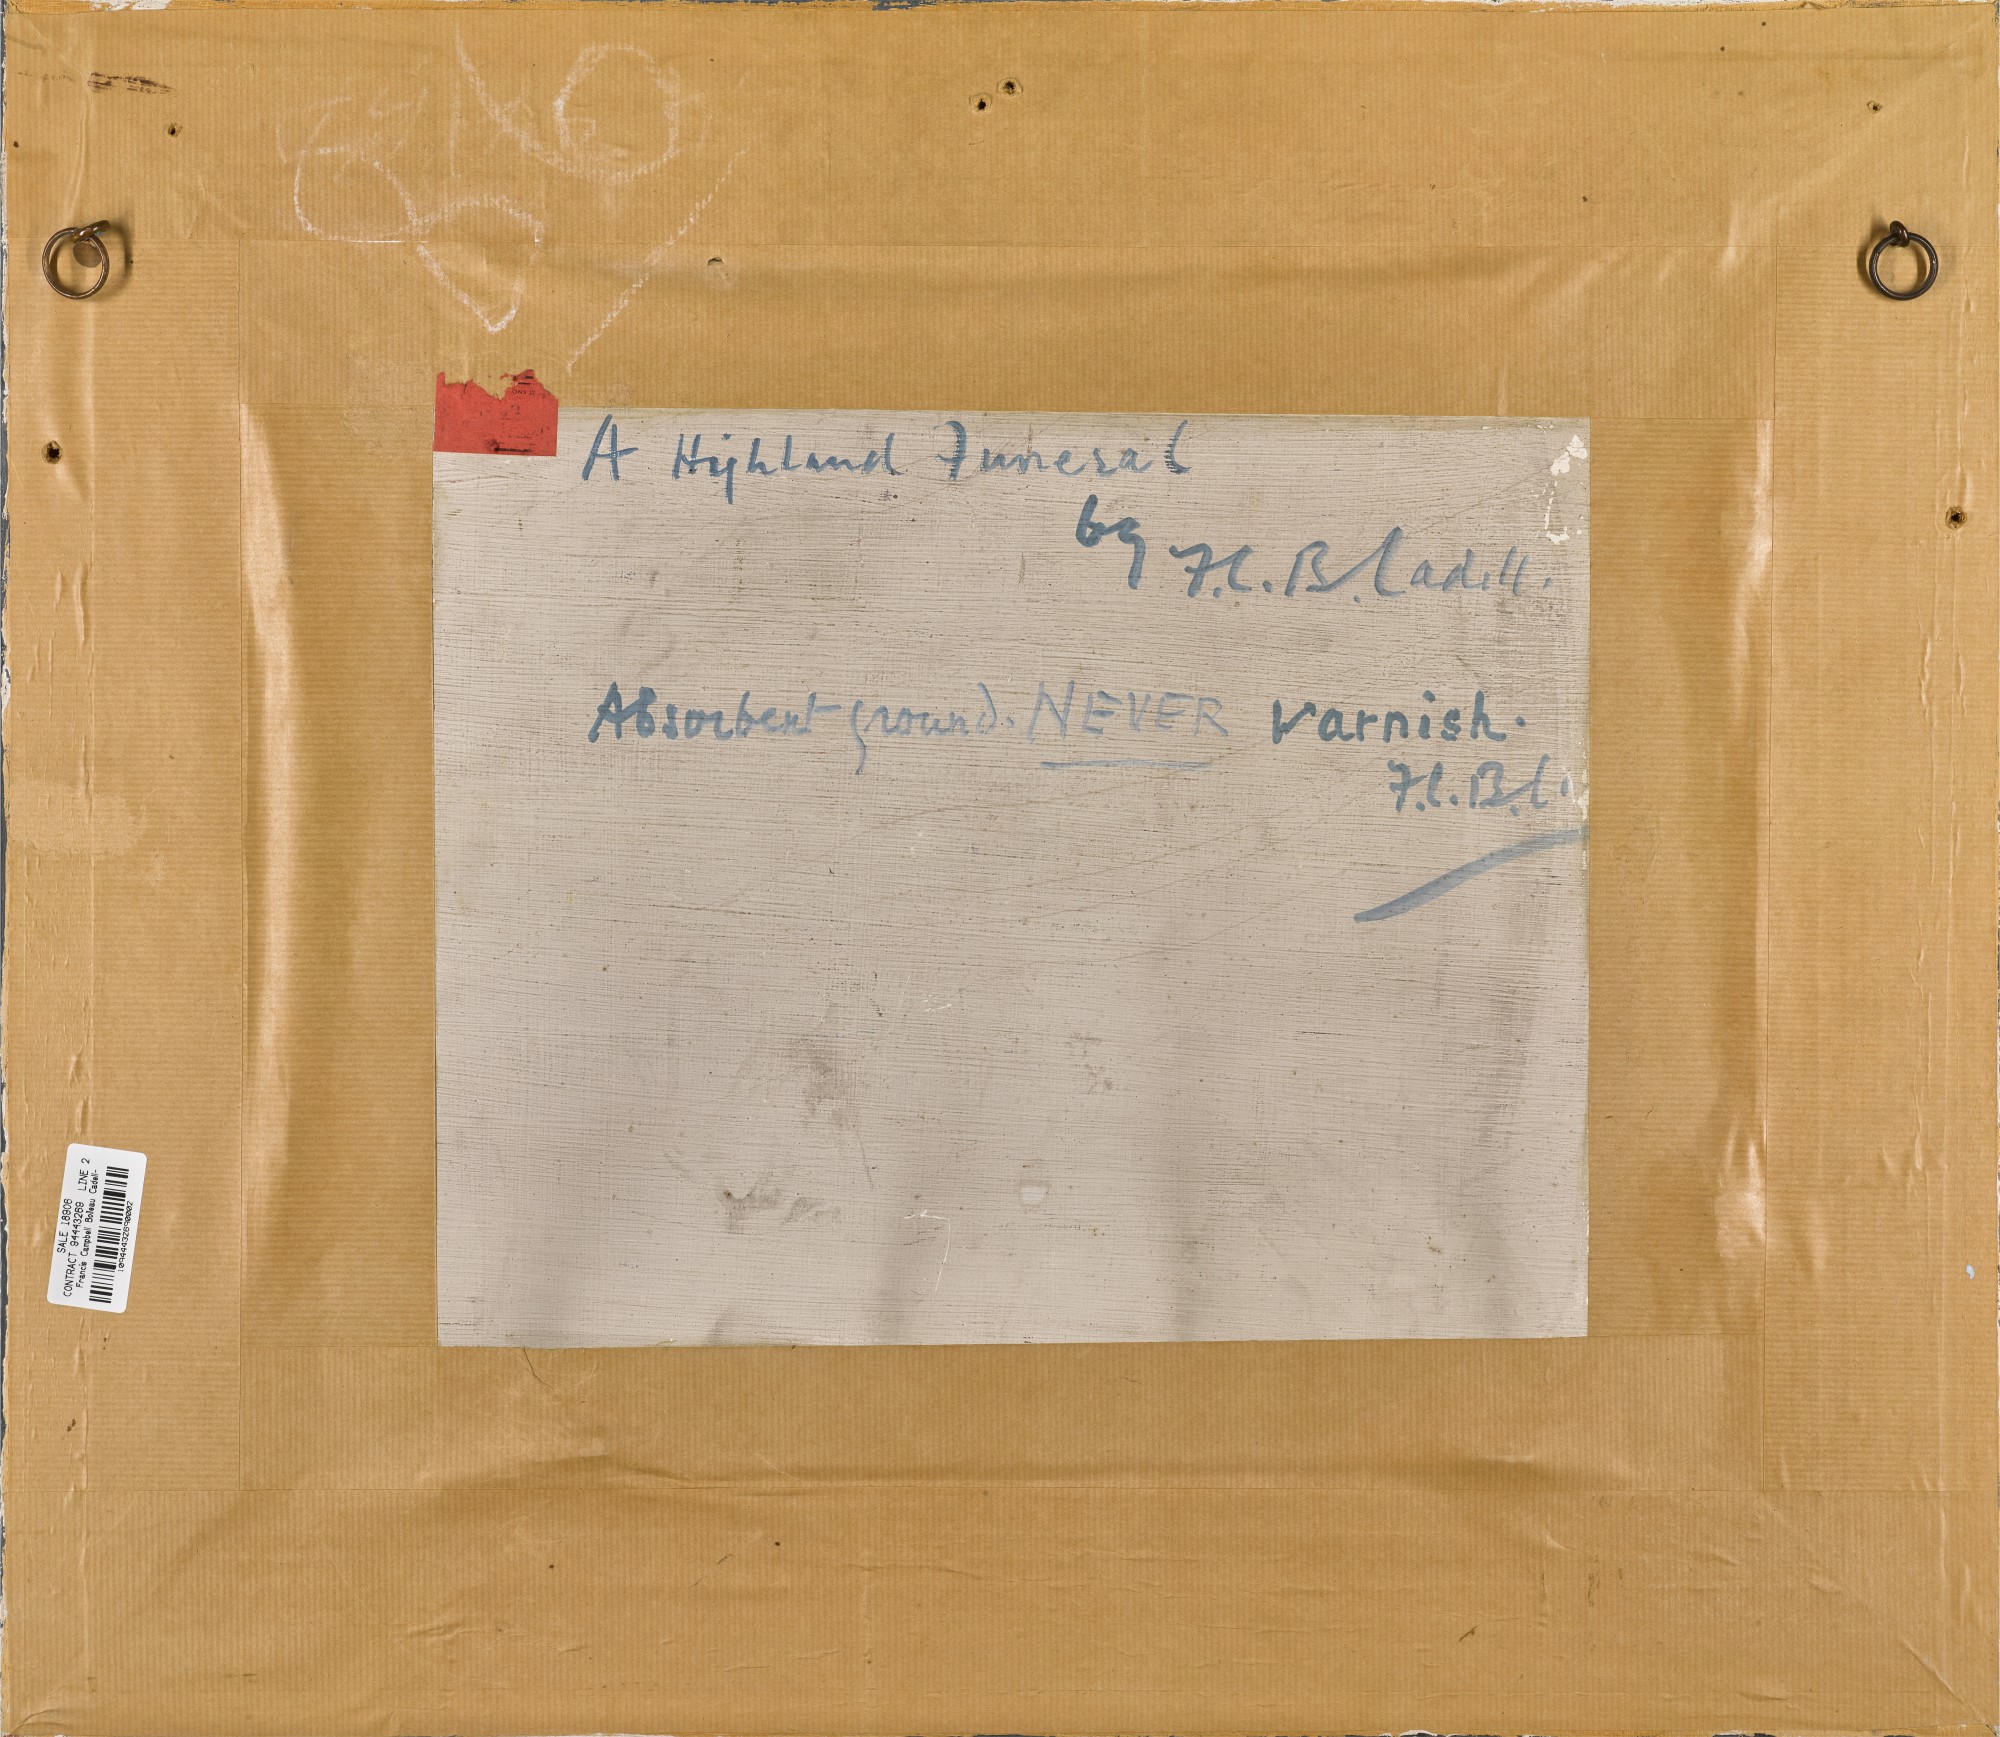 A Highland Funeral
by
F.C.B. Cadell.
Absorbent ground. NEVER varnish.
F.C.B.C.
SALE 18906
CONTRACT 94443269 LINE 2
Francis Campbell Boileau Cadell-